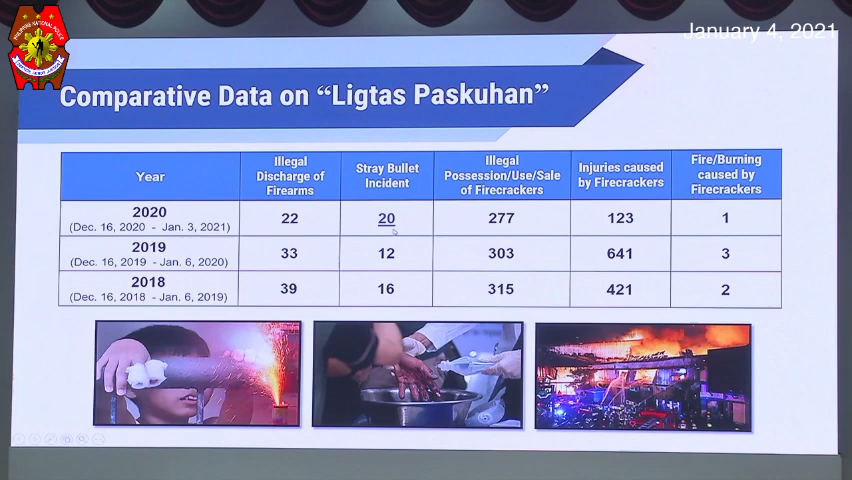 January 4, 2021
PHILIPPINE NATIONAL POLICE
Comparative Data on “Ligtas Paskuhan”
Year
Illegal
Discharge of
Firearms
Stray Bullet
Incident
Illegal
Possession/Use/Sale
of Firecrackers
Injuries caused
by Firecrackers
Fire/Burning
caused by
Firecrackers
2020
(Dec. 16, 2020 - Jan. 3, 2021)
22
20
277
123
1
2019
(Dec. 16, 2019 - Jan. 6, 2020)
33
12
303
641
3
2018
(Dec. 16, 2018 - Jan. 6, 2019)
39
16
315
421
2